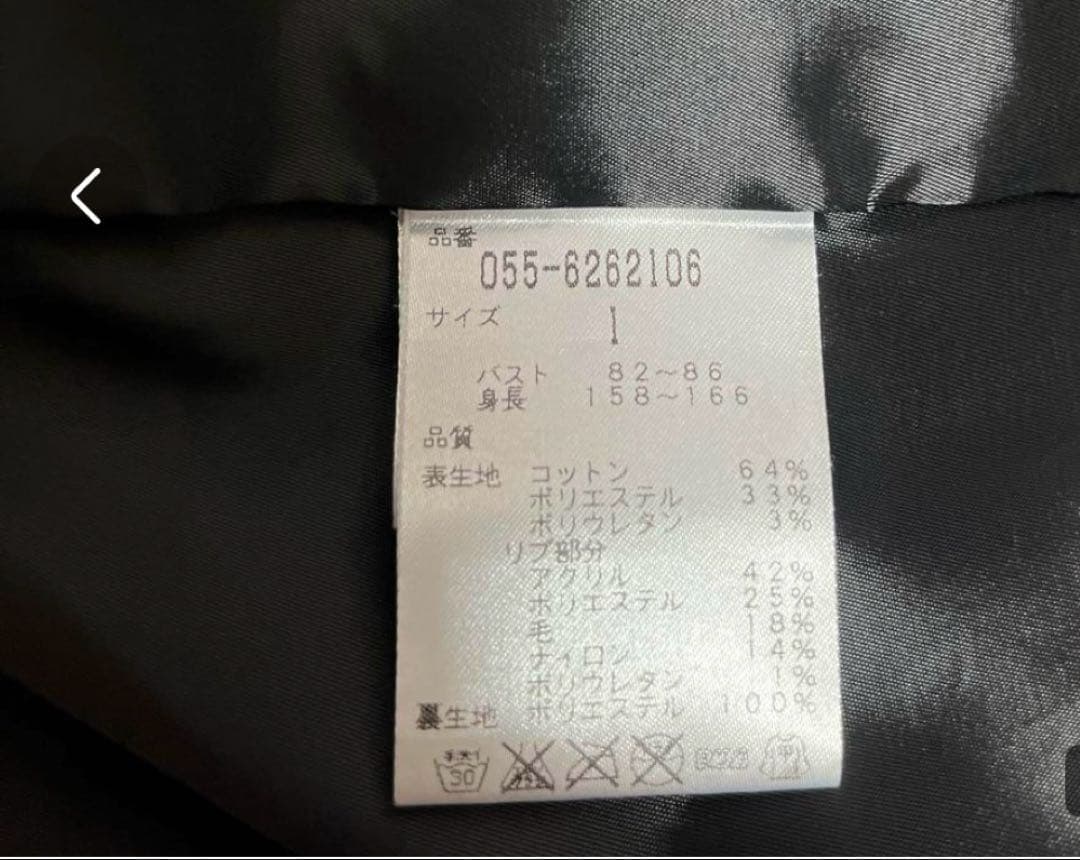 品番
055-6262106
サイズ 1
バスト 82～86
身長 158～166
品質
表生地 コットン 64%
ポリエステル 33%
ポリウレタン 3%
リブ部分
アクリル 42%
ポリエステル 25%
毛 18%
ナイロン 14%
ポリウレタン 1%
裏生地 ポリエステル 100%
30